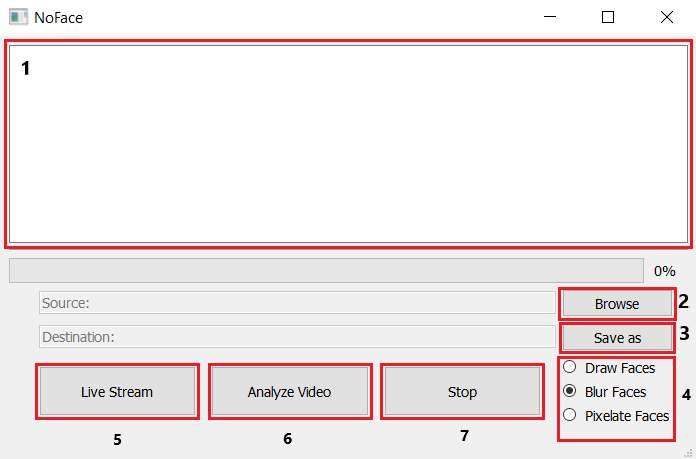 NoFace
1
0%
Source:
Browse
2
Destination:
Save as
3
Draw Faces
Live Stream
Analyze Video
Stop
Blur Faces
4
Pixelate Faces
5
6
7